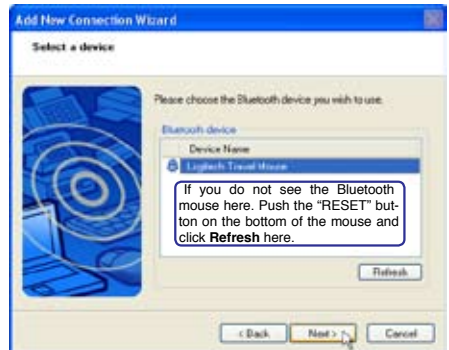 Add New Connection Wizard
Select a device
Please choose the Bluetooth device you wish to use.
Bluetooth device
Device Name
Logitech Travel Mouse
If you do not see the Bluetooth
mouse here. Push the “RESET” but-
ton on the bottom of the mouse and
click Refresh here.
Refresh
< Back Next > Cancel